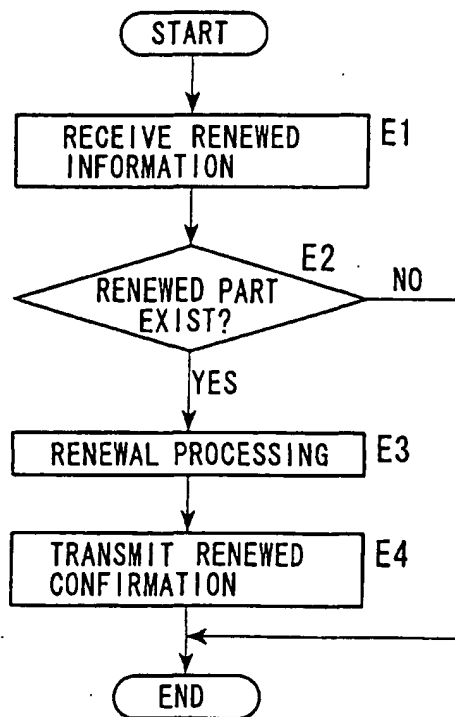 START
RECEIVE RENEWED
INFORMATION
E1
E2
RENEWED PART
EXIST?
NO
YES
RENEWAL PROCESSING
E3
TRANSMIT RENEWED
CONFIRMATION
E4
END